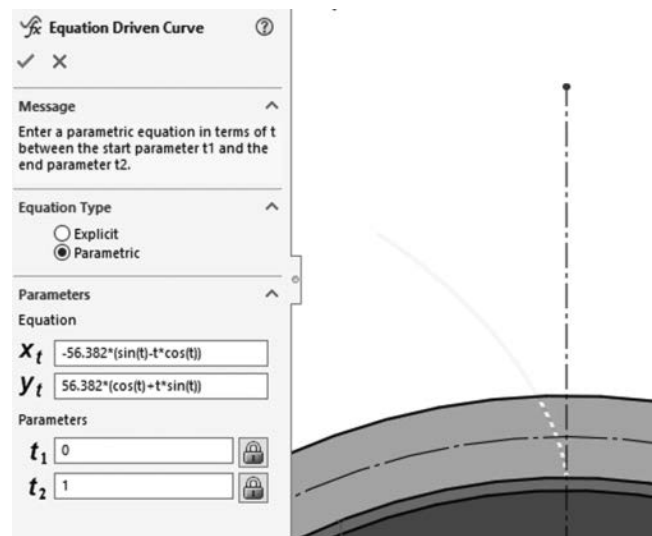 Equation Driven Curve
Message
Enter a parametric equation in terms of t
between the start parameter t1 and the
end parameter t2.
Equation Type
Explicit
Parametric
Parameters
Equation
xt -56.382*(sin(t)-t*cos(t))
yt 56.382*(cos(t)+t*sin(t))
Parameters
t1 0
t2 1